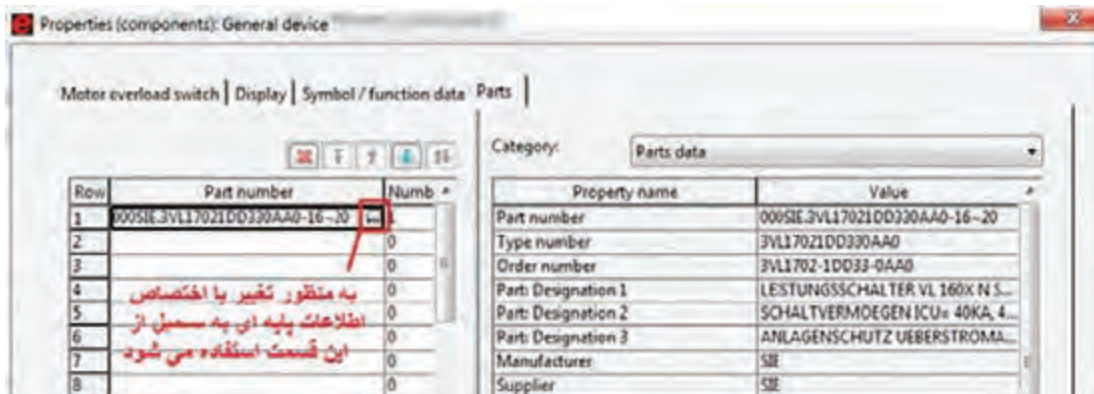 Properties (components): General device
Motor overload switch
Display
Symbol / function data
Parts
Row
Part number
Numb
1
000SIE.3VL17021DD330AA0-16-20
...
1
2
0
3
0
4
0
5
0
6
0
7
0
8
0
به منظور تغییر یا اختصاص
اطلاعات پایه ای به سمبل از
این قسمت استفاده می شود
Category:
Parts data
Property name
Value
Part number
000SIE.3VL17021DD330AA0-16-20
Type number
3VL17021DD330AA0
Order number
3VL1702-1DD33-0AA0
Part: Designation 1
LEISTUNGSSCHALTER VL 160X N S...
Part: Designation 2
SCHALTVERMOEGEN ICU= 40KA, 4...
Part: Designation 3
ANLAGENSCHUTZ UEBERSTROMA...
Manufacturer
SIE
Supplier
SIE